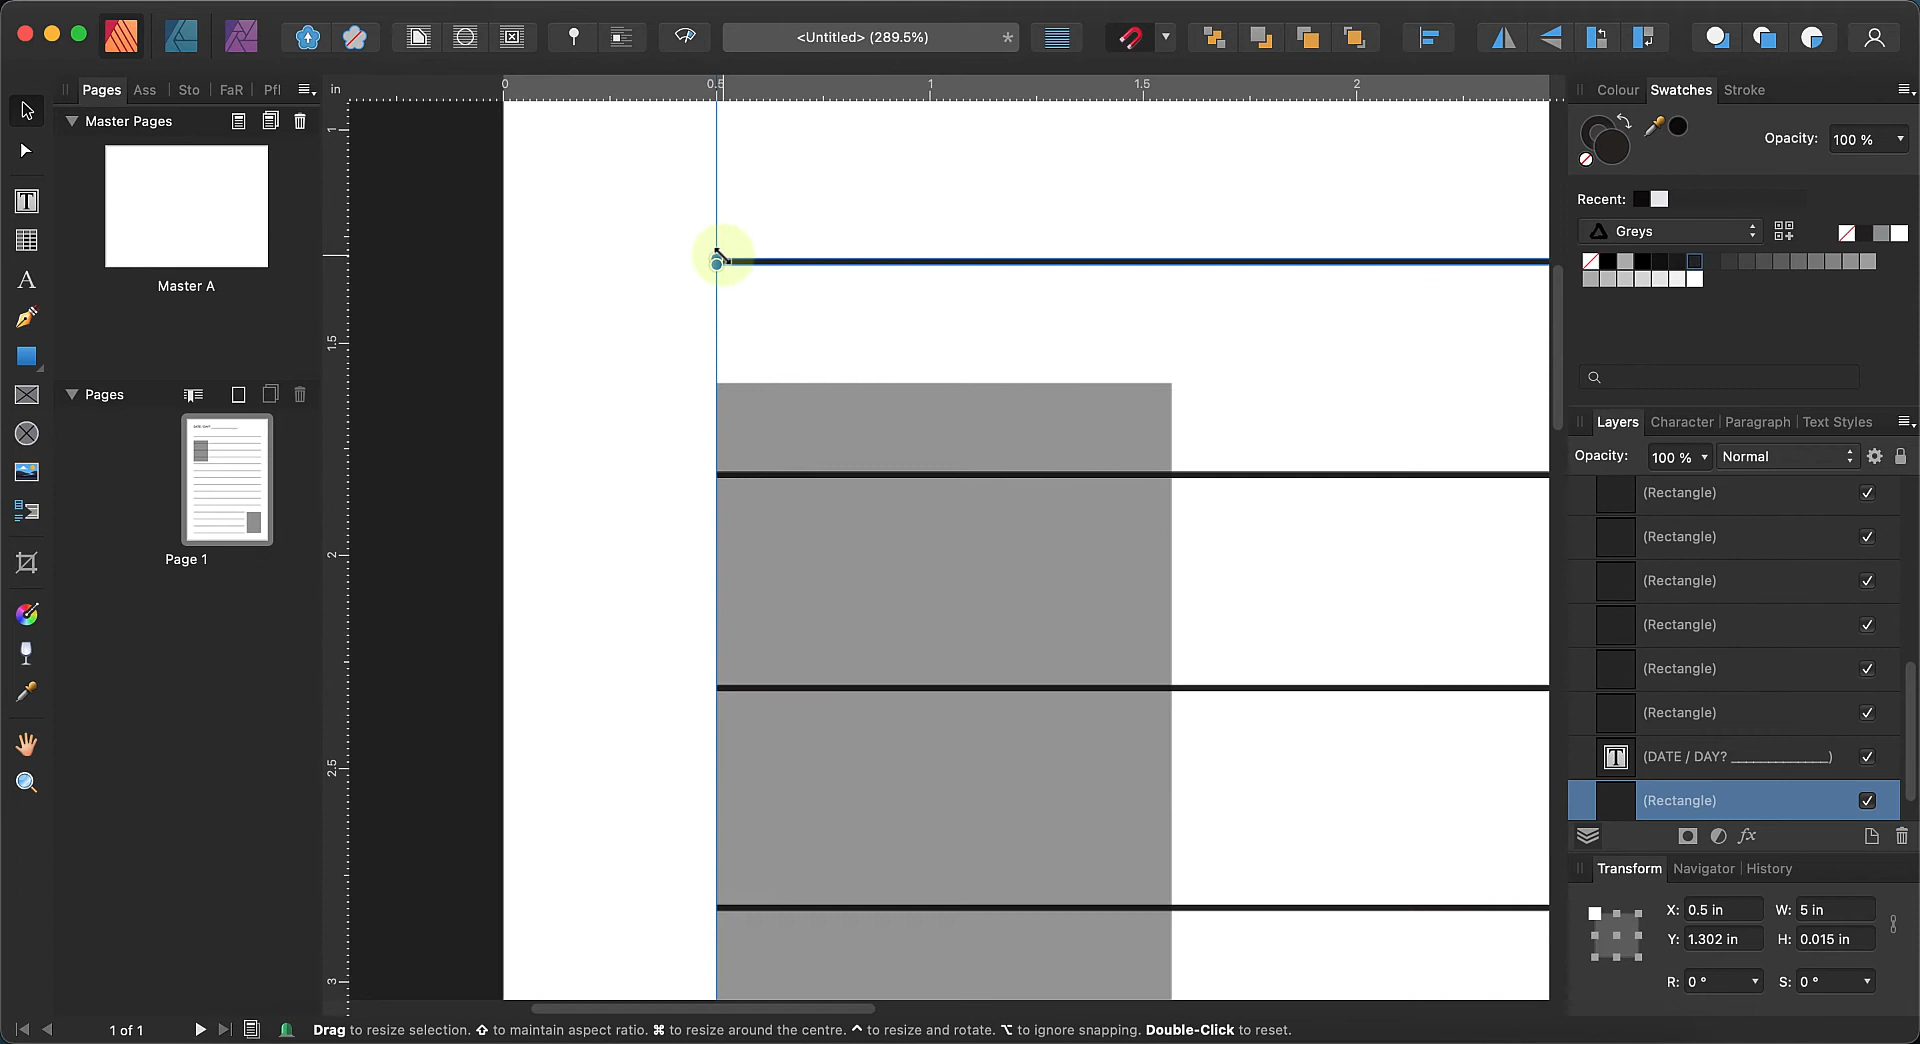 <Untitled> (289.5%)
*
Pages
Ass
Sto
FaR
Pfl
Master Pages
Master A
Pages
Page 1
in
0
0.5
1
1.5
2
1
1.5
2
2.5
3
Colour
Swatches
Stroke
Opacity:
100 %
Recent:
Greys
Layers
Character
Paragraph
Text Styles
Opacity:
100 %
Normal
(Rectangle)
(Rectangle)
(Rectangle)
(Rectangle)
(Rectangle)
(Rectangle)
(DATE / DAY? ______________)
(Rectangle)
fx
Transform
Navigator
History
X: 0.5 in
W: 5 in
Y: 1.302 in
H: 0.015 in
R: 0 °
S: 0 °
1 of 1
Drag to resize selection. ⇧ to maintain aspect ratio. ⌘ to resize around the centre. ^ to resize and rotate. ⌥ to ignore snapping. Double-Click to reset.